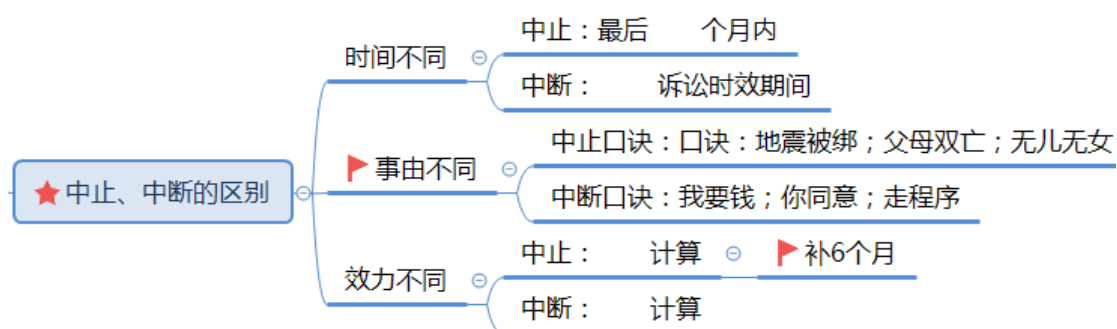 中止、中断的区别
时间不同
中止：最后 个月内
中断： 诉讼时效期间
事由不同
中止口诀：口诀：地震被绑；父母双亡；无儿无女
中断口诀：我要钱；你同意；走程序
效力不同
中止： 计算
补6个月
中断： 计算